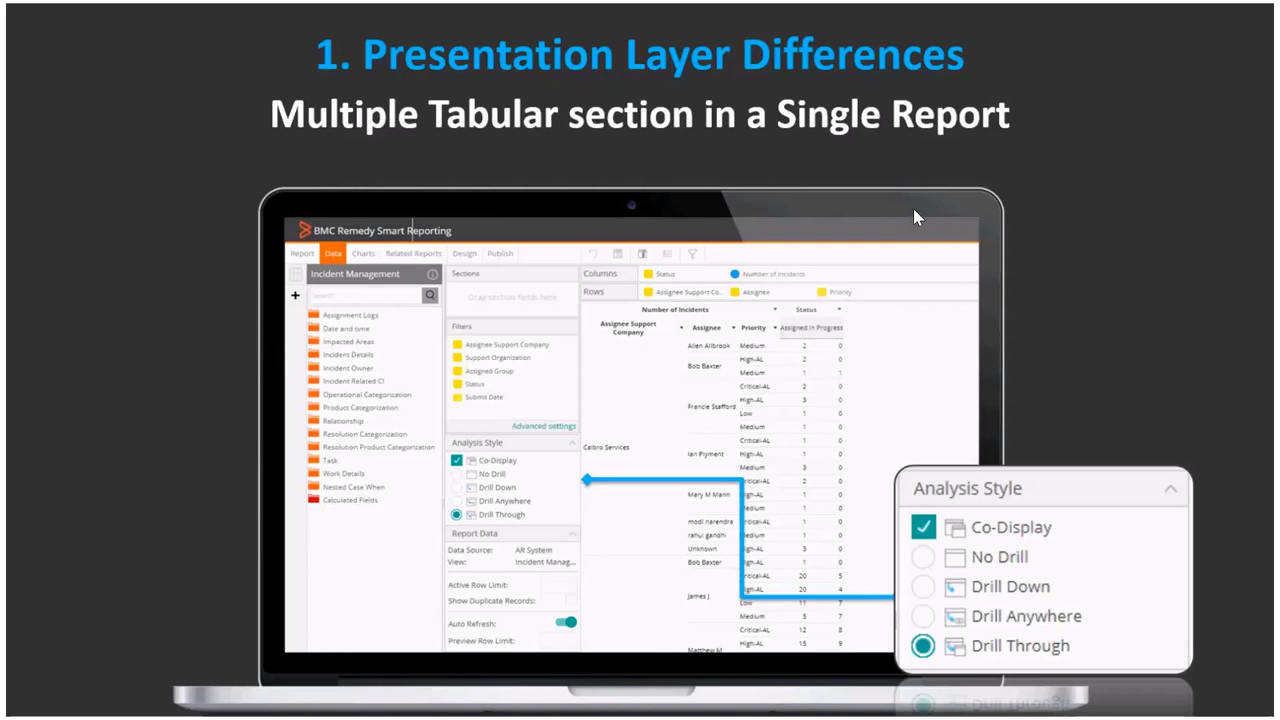 1. Presentation Layer Differences
Multiple Tabular section in a Single Report
BMC Remedy Smart Reporting
Report Data Charts Related Reports Design Publish
Incident Management
Search
Assignment Logs
Date and time
Impacted Areas
Incident Details
Incident Owner
Incident Related CI
Operational Categorization
Product Categorization
Relationship
Resolution Categorization
Resolution Product Categorization
Task
Work Details
Nested Case When
Calculated Fields
Sections
Drag section fields here
Filters
Assignee Support Company
Support Organization
Assigned Group
Status
Submit Date
Advanced settings
Analysis Style
Co-Display
No Drill
Drill Down
Drill Anywhere
Drill Through
Report Data
Data Source: AR System
View: Incident Manag...
Active Row Limit:
Show Duplicate Records:
Auto Refresh:
Preview Row Limit:
Columns Status Number of Incidents
Rows Assignee Support Co... Assignee Priority
Number of Incidents Status
Assignee Support Company Assignee Priority Assigned In Progress
Allen Allbrook Medium 2 0
Bob Baxter High-AL 2 0
Medium 1 1
Critical-AL 2 0
Francie Stafford High-AL 3 0
Low 1 0
Medium 1 0
Critical-AL 1 0
Calbro Services Ian Plyment High-AL 1 0
Medium 3 0
Critical-AL 2 0
Mary M Mann High-AL 1 0
Medium 1 0
modi narendra Critical-AL 1 0
rahul gandhi Medium 1 0
Unknown High-AL 3 0
Bob Baxter High-AL 1 0
Critical-AL 20 5
James J High-AL 20 4
Low 11 7
Medium 5 7
Critical-AL 12 8
High-AL 15 9
Matthew M
Analysis Style
Co-Display
No Drill
Drill Down
Drill Anywhere
Drill Through